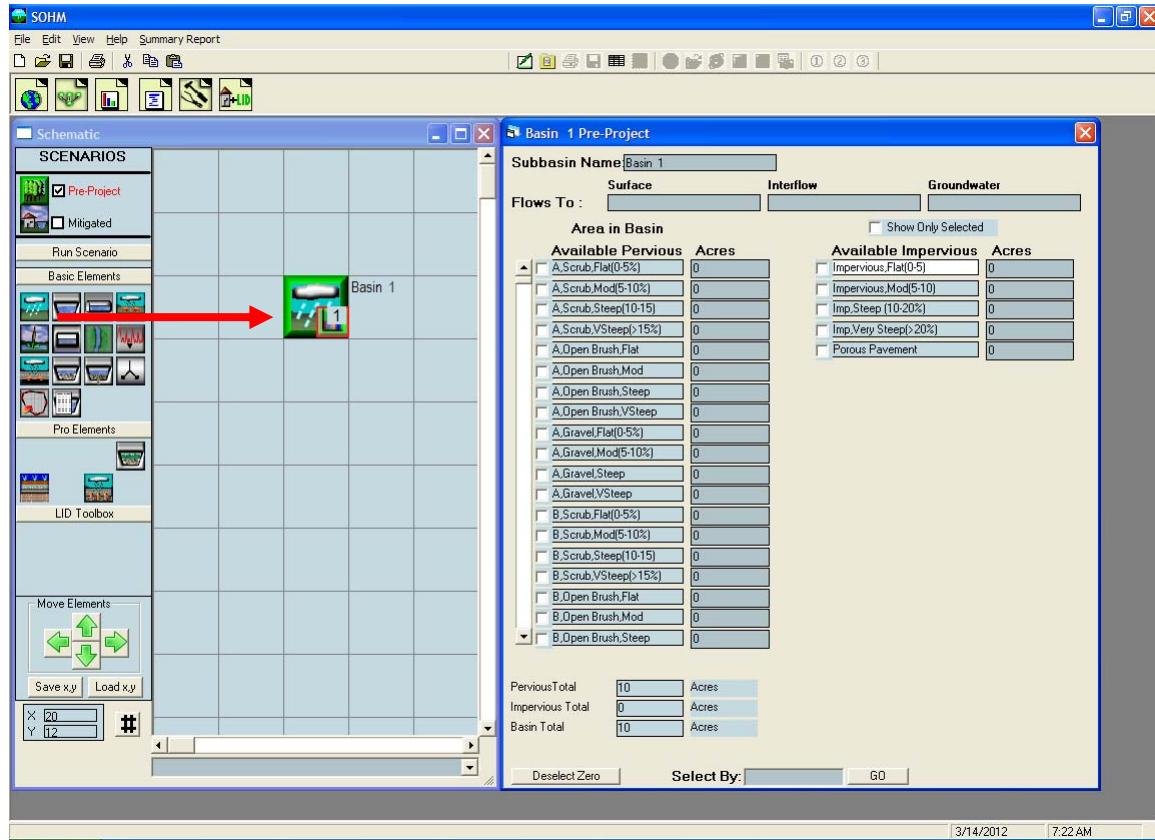 SOHM
File Edit View Help Summary Report
1 2 3
+LID
Schematic
SCENARIOS
Pre-Project
Mitigated
Run Scenario
Basic Elements
Pro Elements
LID Toolbox
Move Elements
Save x,y Load x,y
X 20
Y 12
#
Basin 1
1
Basin 1 Pre-Project
Subbasin Name: Basin 1
Surface Interflow Groundwater
Flows To :
Area in Basin Show Only Selected
Available Pervious Acres Available Impervious Acres
A,Scrub,Flat(0-5%) 0 Impervious,Flat(0-5) 0
A,Scrub,Mod(5-10%) 0 Impervious,Mod(5-10) 0
A,Scrub,Steep(10-15) 0 Imp,Steep (10-20%) 0
A,Scrub,VSteep(>15%) 0 Imp,Very Steep(>20%) 0
A,Open Brush,Flat 0 Porous Pavement 0
A,Open Brush,Mod 0
A,Open Brush,Steep 0
A,Open Brush,VSteep 0
A,Gravel,Flat(0-5%) 0
A,Gravel,Mod(5-10%) 0
A,Gravel,Steep 0
A,Gravel,VSteep 0
B,Scrub,Flat(0-5%) 0
B,Scrub,Mod(5-10%) 0
B,Scrub,Steep(10-15) 0
B,Scrub,VSteep(>15%) 0
B,Open Brush,Flat 0
B,Open Brush,Mod 0
B,Open Brush,Steep 0
PerviousTotal 10 Acres
Impervious Total 0 Acres
Basin Total 10 Acres
Deselect Zero Select By: GO
3/14/2012 7:22 AM